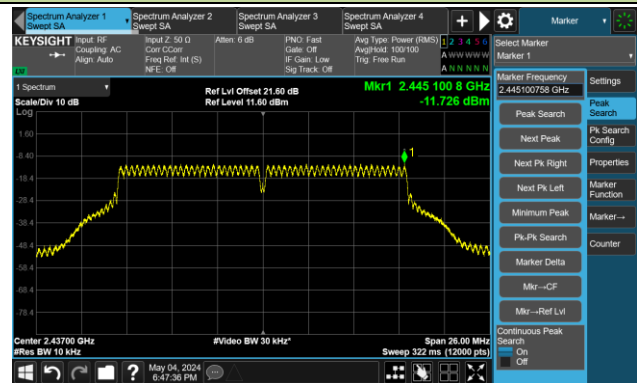 Spectrum Analyzer 1
Swept SA
Spectrum Analyzer 2
Swept SA
Spectrum Analyzer 3
Swept SA
Spectrum Analyzer 4
Swept SA
Marker
KEYSIGHT
Input: RF
Coupling: AC
Align: Auto
Input Z: 50 Ω
Corr CCorr
Freq Ref: Int (S)
NFE: Off
Atten: 6 dB
PNO: Fast
Gate: Off
IF Gain: Low
Sig Track: Off
Avg Type: Power (RMS)
Avg|Hold: 100/100
Trig: Free Run
1 2 3 4 5 6
A W W W W W
A N N N N N
LU
Select Marker
Marker 1
1 Spectrum
Scale/Div 10 dB
Log
Ref Lvl Offset 21.60 dB
Ref Level 11.60 dBm
Mkr1 2.445 100 8 GHz
-11.726 dBm
1.60
-8.40
-18.4
-28.4
-38.4
-48.4
-58.4
-68.4
-78.4
1
Center 2.43700 GHz
#Res BW 10 kHz
#Video BW 30 kHz*
Span 26.00 MHz
Sweep 322 ms (12000 pts)
Marker Frequency
2.445100758 GHz
Peak Search
Next Peak
Next Pk Right
Next Pk Left
Minimum Peak
Pk-Pk Search
Marker Delta
Mkr→CF
Mkr→Ref Lvl
Continuous Peak
Search
On
Off
Settings
Peak
Search
Pk Search
Config
Properties
Marker
Function
Marker→
Counter
?
May 04, 2024
6:47:36 PM